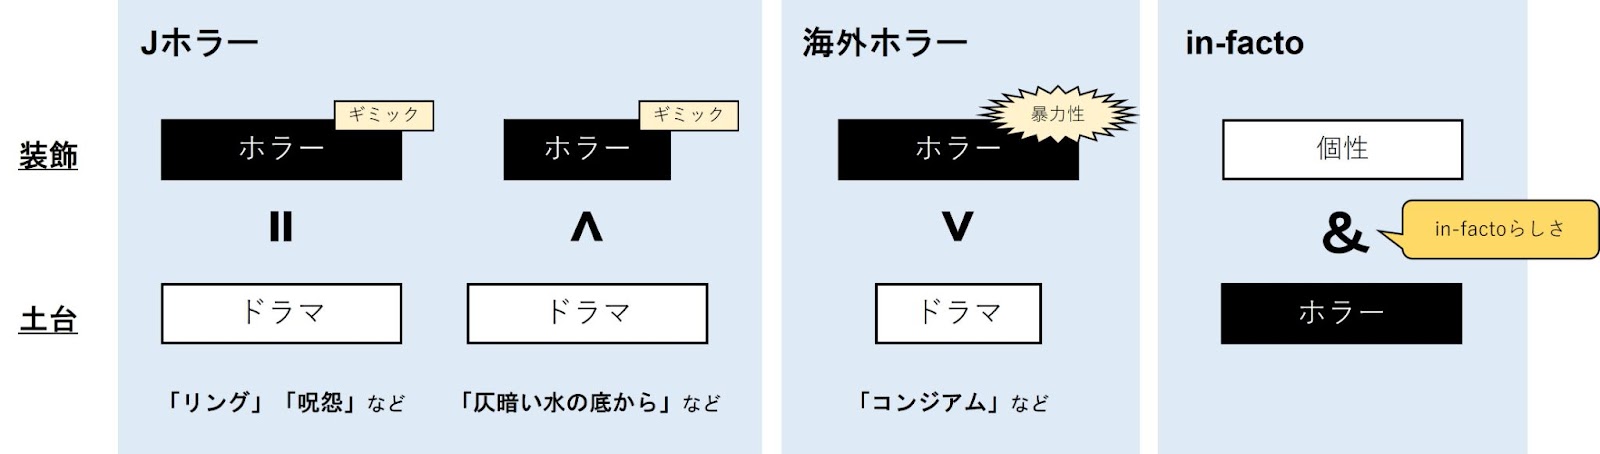 Jホラー
海外ホラー
in-facto
装飾
ギミック
ホラー
ギミック
ホラー
暴力性
ホラー
個性
=
<
>
&
in-factoらしさ
土台
ドラマ
ドラマ
ドラマ
ホラー
「リング」「呪怨」など
「仄暗い水の底から」など
「コンジアム」など